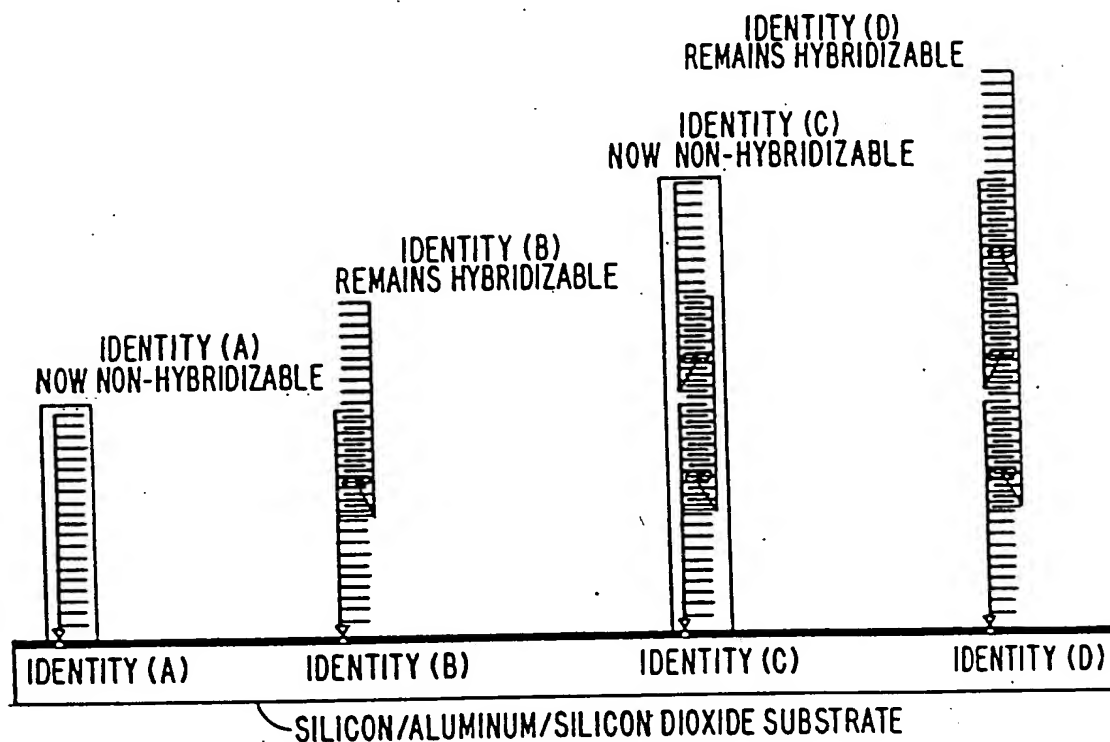 IDENTITY (D)
REMAINS HYBRIDIZABLE
IDENTITY (C)
NOW NON-HYBRIDIZABLE
IDENTITY (B)
REMAINS HYBRIDIZABLE
IDENTITY (A)
NOW NON-HYBRIDIZABLE
IDENTITY (A)
IDENTITY (B)
IDENTITY (C)
IDENTITY (D)
SILICON/ALUMINUM/SILICON DIOXIDE SUBSTRATE